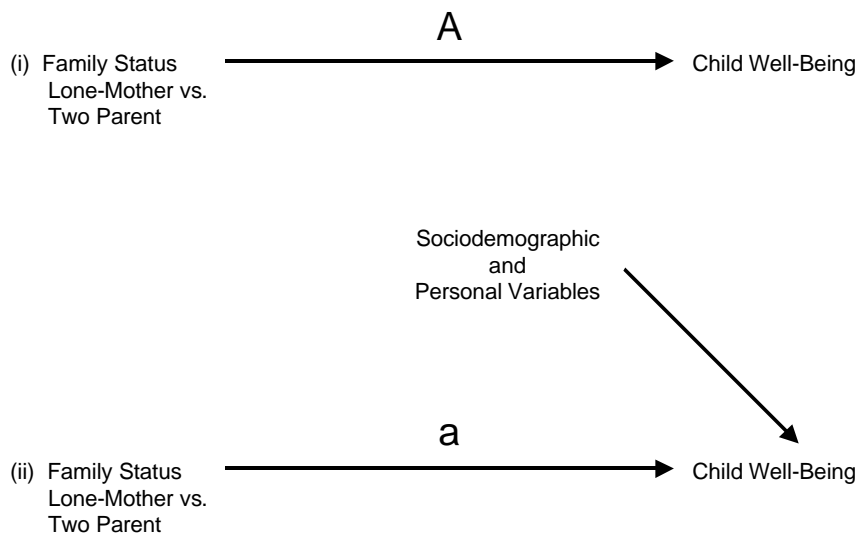 A
(i) Family Status
Lone-Mother vs.
Two Parent
Child Well-Being
Sociodemographic
and
Personal Variables
a
(ii) Family Status
Lone-Mother vs.
Two Parent
Child Well-Being